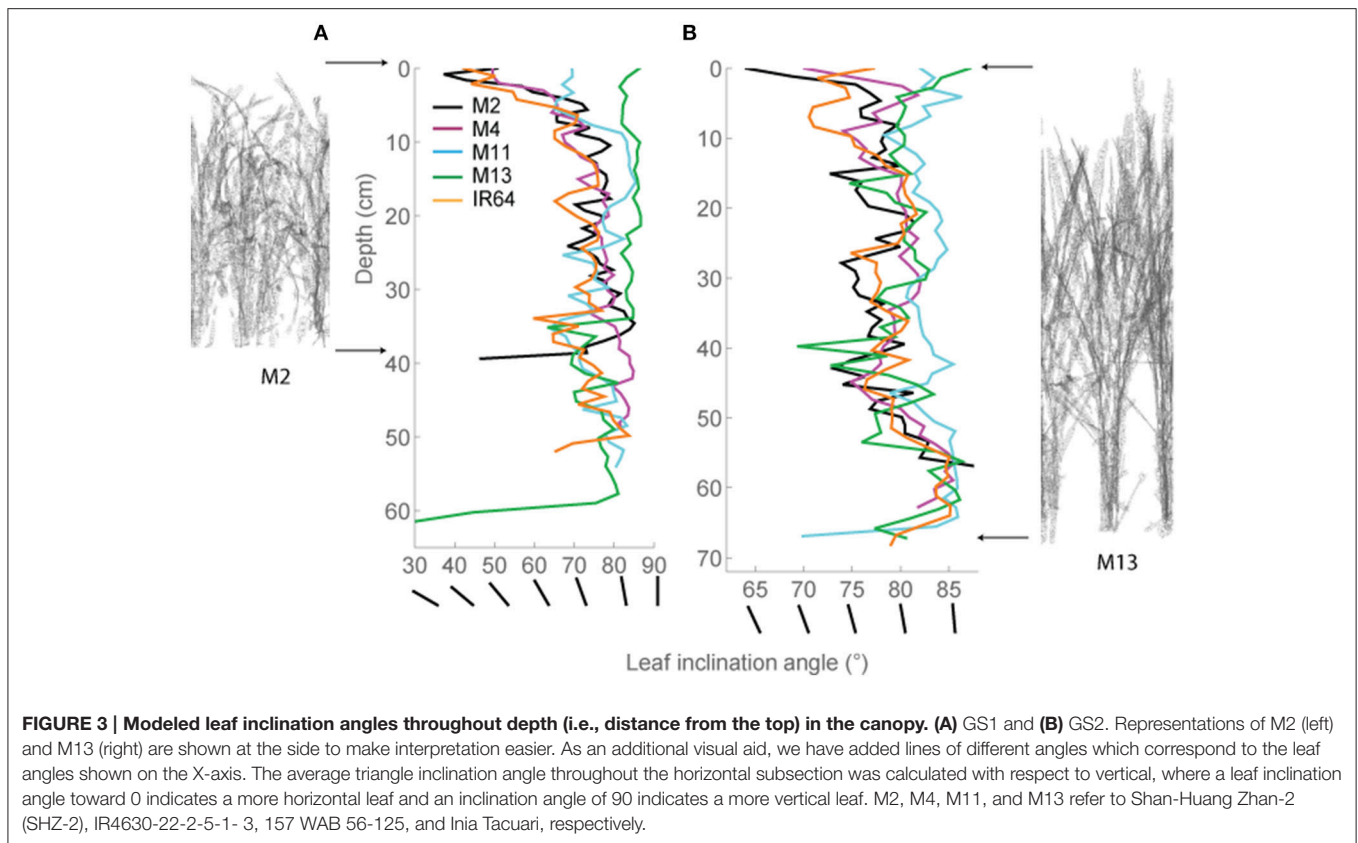 A
B
0
10
20
30
40
50
60
Depth (cm)
M2
M4
M11
M13
IR64
30 40 50 60 70 80 90
M2
0
10
20
30
40
50
60
70
65 70 75 80 85
M13
Leaf inclination angle (°)
FIGURE 3 | Modeled leaf inclination angles throughout depth (i.e., distance from the top) in the canopy. (A) GS1 and (B) GS2. Representations of M2 (left)
and M13 (right) are shown at the side to make interpretation easier. As an additional visual aid, we have added lines of different angles which correspond to the leaf
angles shown on the X-axis. The average triangle inclination angle throughout the horizontal subsection was calculated with respect to vertical, where a leaf inclination
angle toward 0 indicates a more horizontal leaf and an inclination angle of 90 indicates a more vertical leaf. M2, M4, M11, and M13 refer to Shan-Huang Zhan-2
(SHZ-2), IR4630-22-2-5-1- 3, 157 WAB 56-125, and Inia Tacuari, respectively.